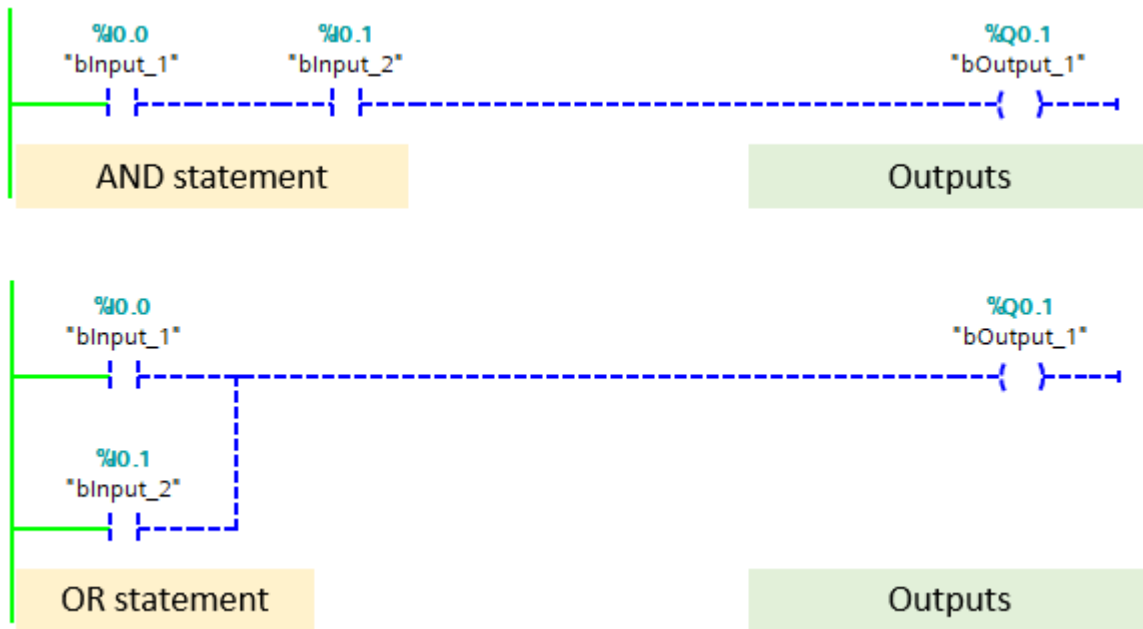 %I0.0 %I0.1 %Q0.1
"bInput_1" "bInput_2" "bOutput_1"
AND statement Outputs
%I0.0 %Q0.1
"bInput_1" "bOutput_1"
%I0.1
"bInput_2"
OR statement Outputs